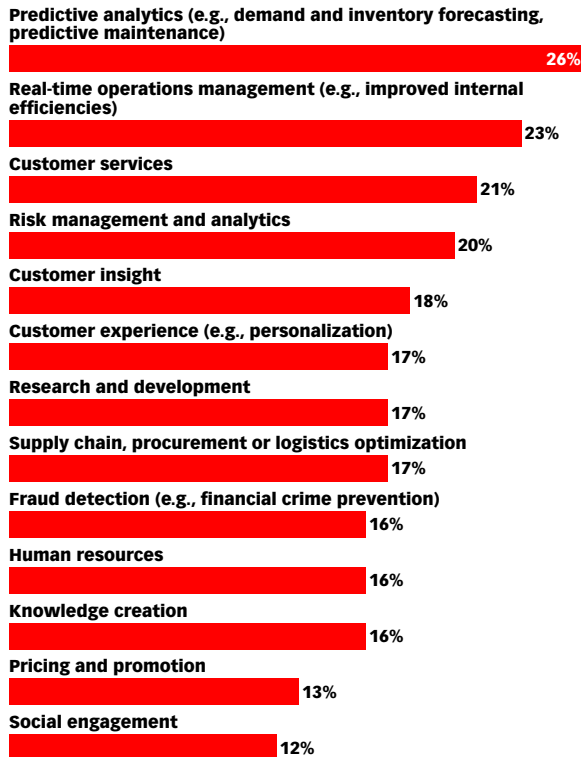 Predictive analytics (e.g., demand and inventory forecasting,
predictive maintenance)
26%
Real-time operations management (e.g., improved internal
efficiencies)
23%
Customer services
21%
Risk management and analytics
20%
Customer insight
18%
Customer experience (e.g., personalization)
17%
Research and development
17%
Supply chain, procurement or logistics optimization
17%
Fraud detection (e.g., financial crime prevention)
16%
Human resources
16%
Knowledge creation
16%
Pricing and promotion
13%
Social engagement
12%